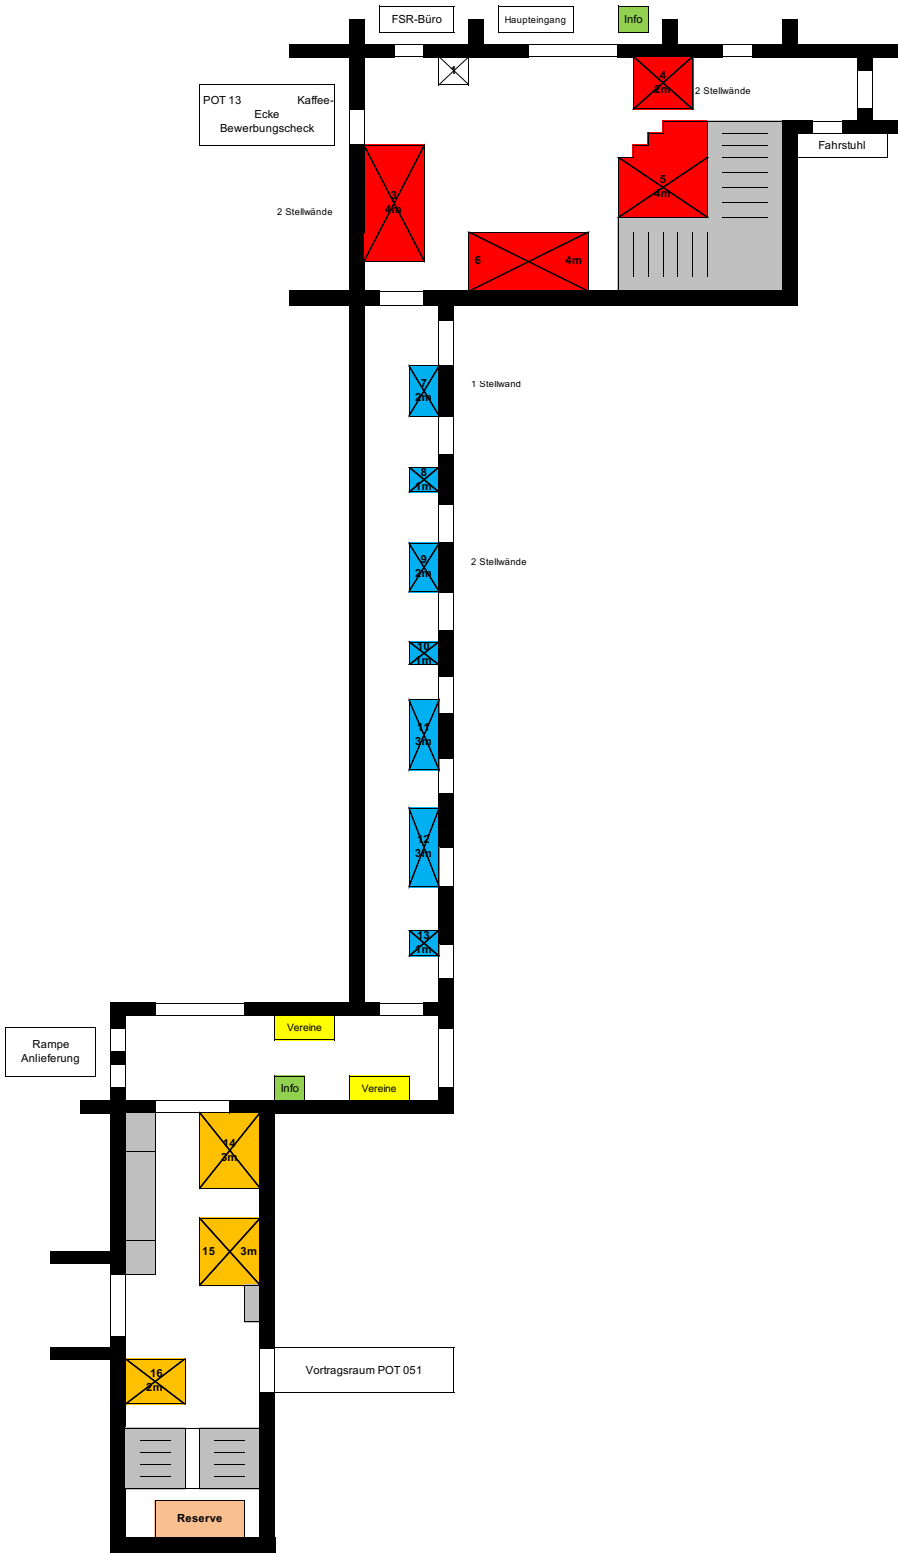 FSR-Büro
Haupteingang
Info
1
4
2m
2 Stellwände
POT 13 Kaffee-
Ecke
Bewerbungscheck
Fahrstuhl
3
4m
2 Stellwände
5
4m
6 4m
7
2m
1 Stellwand
8
1m
9
2m
2 Stellwände
10
1m
11
3m
12
3m
13
1m
Vereine
Rampe
Anlieferung
Info
Vereine
14
3m
15 3m
Vortragsraum POT 051
16
2m
Reserve